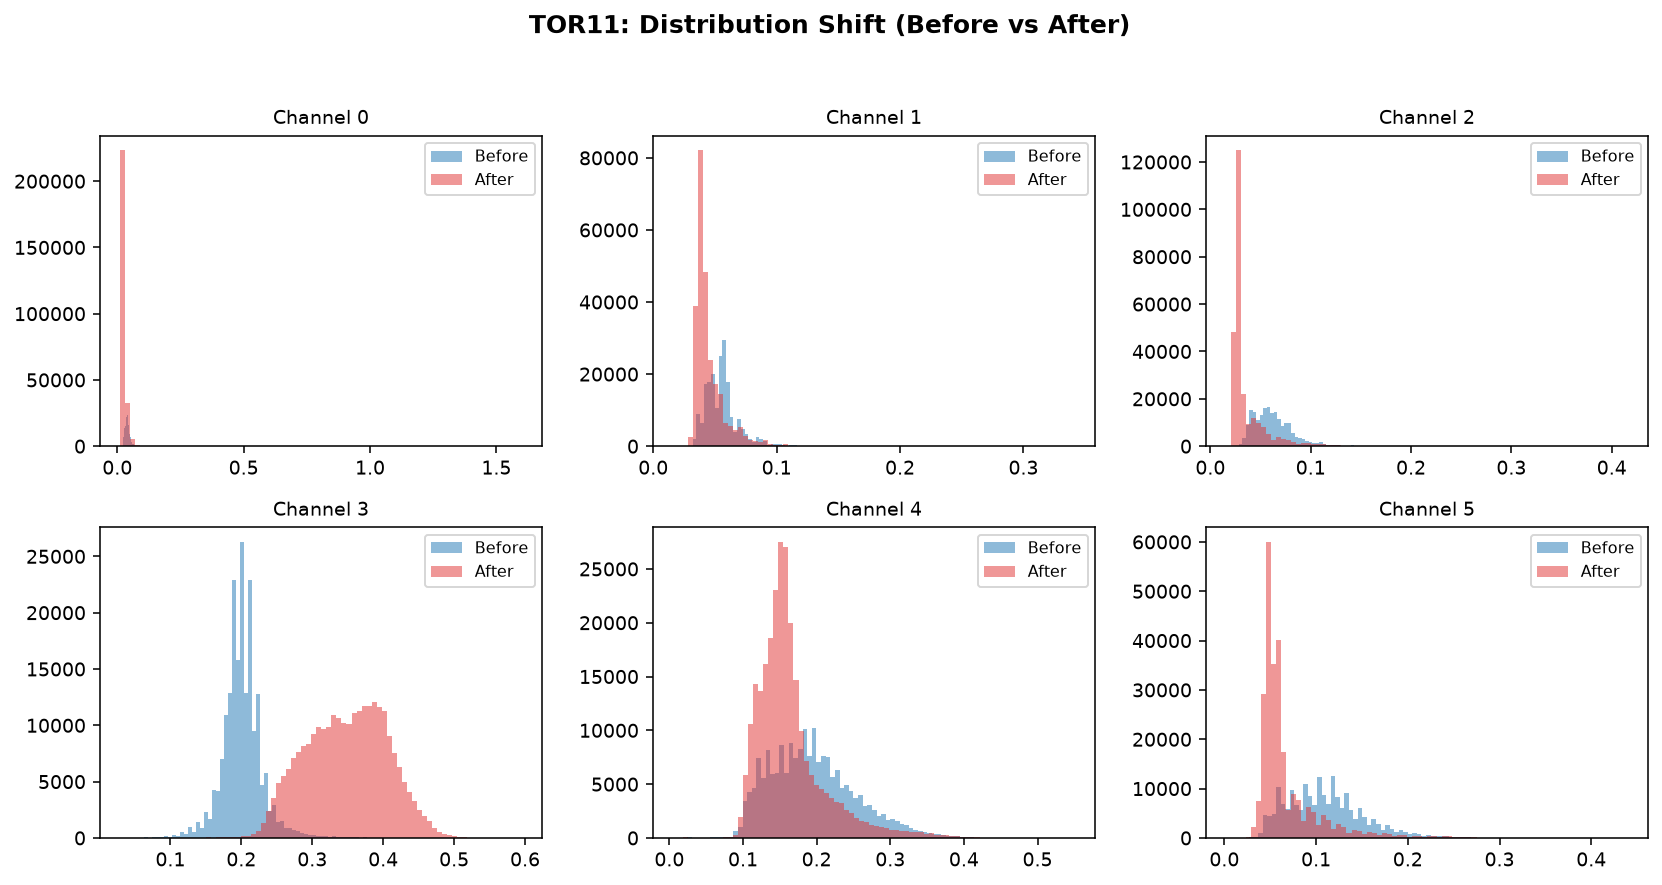 TOR11: Distribution Shift (Before vs After)
Channel 0
Before
After
200000
150000
100000
50000
0
0.0 0.5 1.0 1.5
Channel 1
Before
After
80000
60000
40000
20000
0
0.0 0.1 0.2 0.3
Channel 2
Before
After
120000
100000
80000
60000
40000
20000
0
0.0 0.1 0.2 0.3 0.4
Channel 3
Before
After
25000
20000
15000
10000
5000
0
0.1 0.2 0.3 0.4 0.5 0.6
Channel 4
Before
After
25000
20000
15000
10000
5000
0
0.0 0.1 0.2 0.3 0.4 0.5
Channel 5
Before
After
60000
50000
40000
30000
20000
10000
0
0.0 0.1 0.2 0.3 0.4